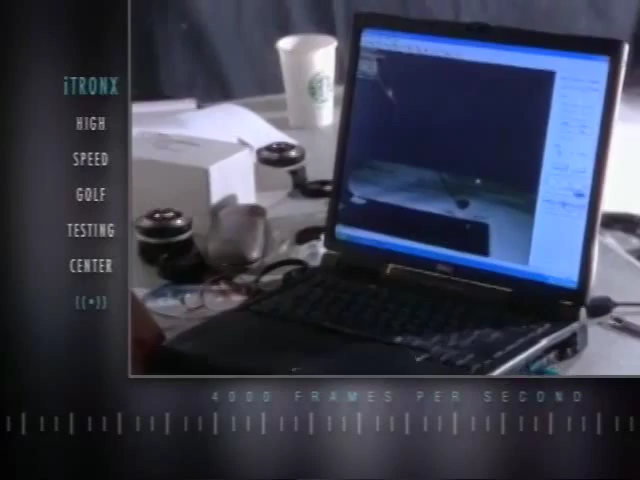 iTRONX
HIGH
SPEED
GOLF
TESTING
CENTER
((•))
4000 FRAMES PER SECOND